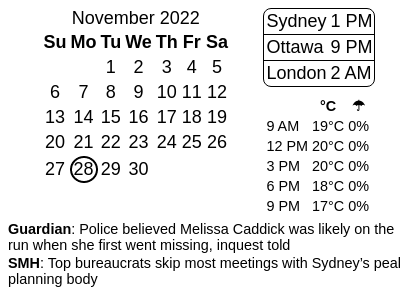 November 2022
Su Mo Tu We Th Fr Sa
1 2 3 4 5
6 7 8 9 10 11 12
13 14 15 16 17 18 19
20 21 22 23 24 25 26
27 28 29 30
Sydney 1 PM
Ottawa 9 PM
London 2 AM
°C ☂
9 AM 19°C 0%
12 PM 20°C 0%
3 PM 20°C 0%
6 PM 18°C 0%
9 PM 17°C 0%
Guardian: Police believed Melissa Caddick was likely on the
run when she first went missing, inquest told
SMH: Top bureaucrats skip most meetings with Sydney’s peak
planning body